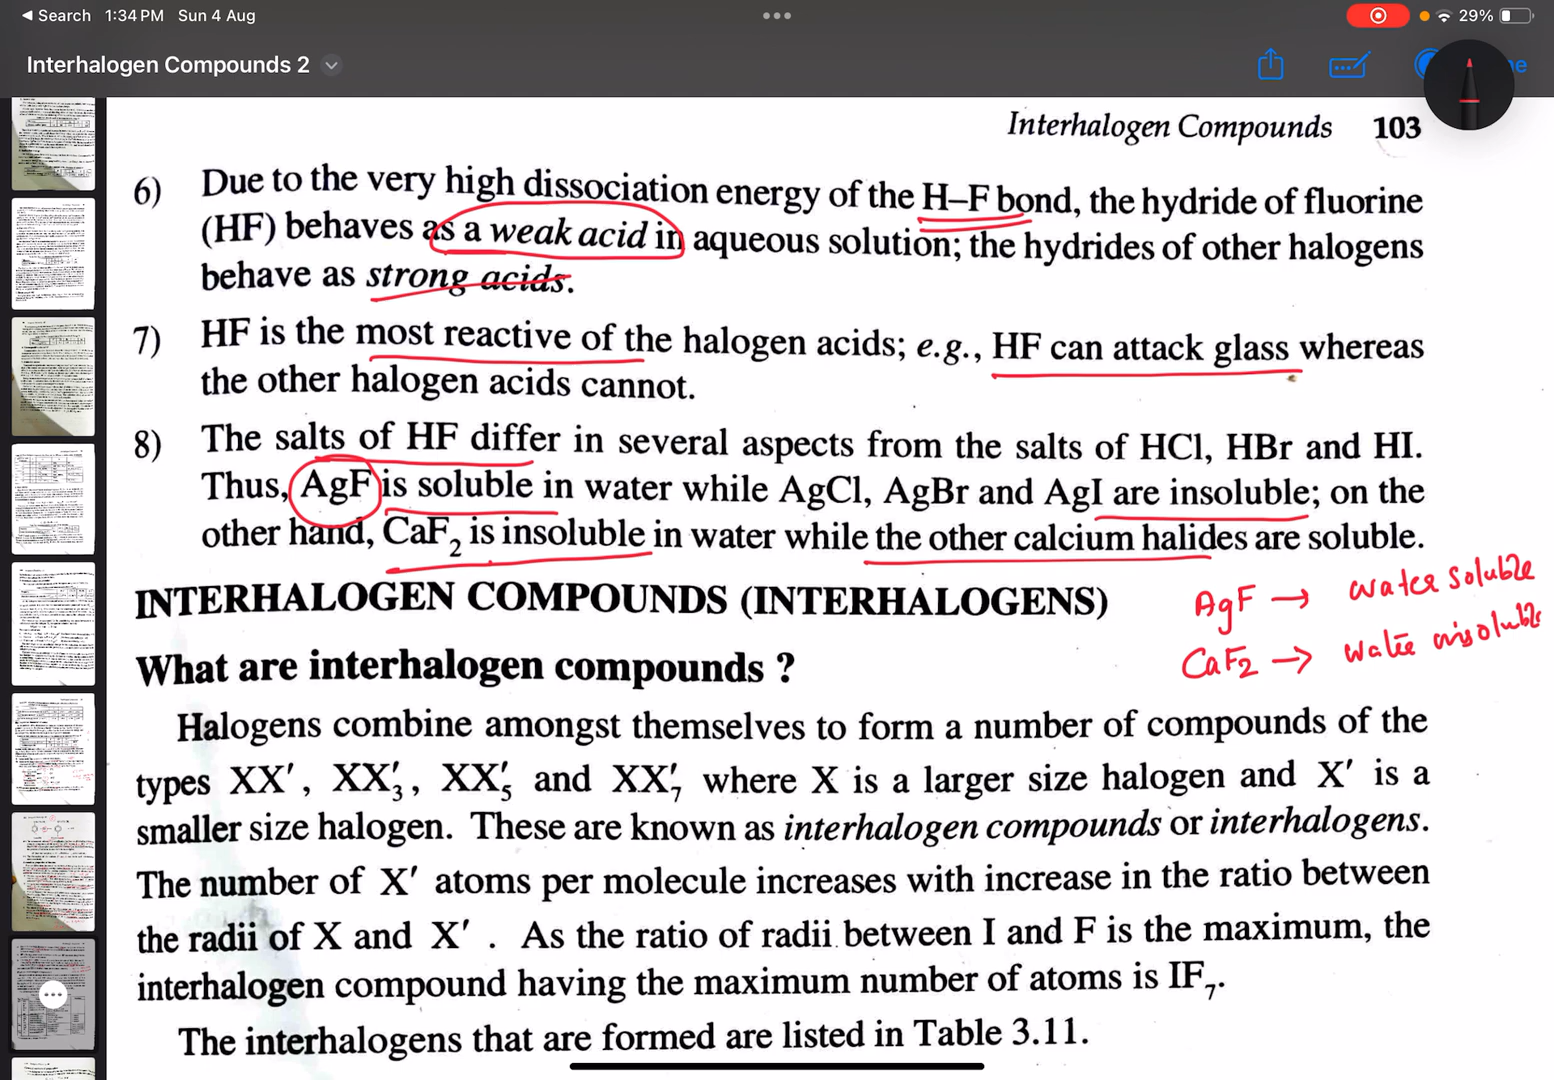 ◀ Search 1:34 PM Sun 4 Aug
29%
Interhalogen Compounds 2
Interhalogen Compounds 103
6) Due to the very high dissociation energy of the H–F bond, the hydride of fluorine
(HF) behaves as a weak acid in aqueous solution; the hydrides of other halogens
behave as strong acids.
7) HF is the most reactive of the halogen acids; e.g., HF can attack glass whereas
the other halogen acids cannot.
8) The salts of HF differ in several aspects from the salts of HCl, HBr and HI.
Thus, AgF is soluble in water while AgCl, AgBr and AgI are insoluble; on the
other hand, CaF₂ is insoluble in water while the other calcium halides are soluble.
INTERHALOGEN COMPOUNDS (INTERHALOGENS)
AgF → water soluble
CaF₂ → water insoluble
What are interhalogen compounds ?
Halogens combine amongst themselves to form a number of compounds of the
types XX′, XX′₃, XX′₅ and XX′₇ where X is a larger size halogen and X′ is a
smaller size halogen. These are known as interhalogen compounds or interhalogens.
The number of X′ atoms per molecule increases with increase in the ratio between
the radii of X and X′ . As the ratio of radii between I and F is the maximum, the
interhalogen compound having the maximum number of atoms is IF₇.
The interhalogens that are formed are listed in Table 3.11.